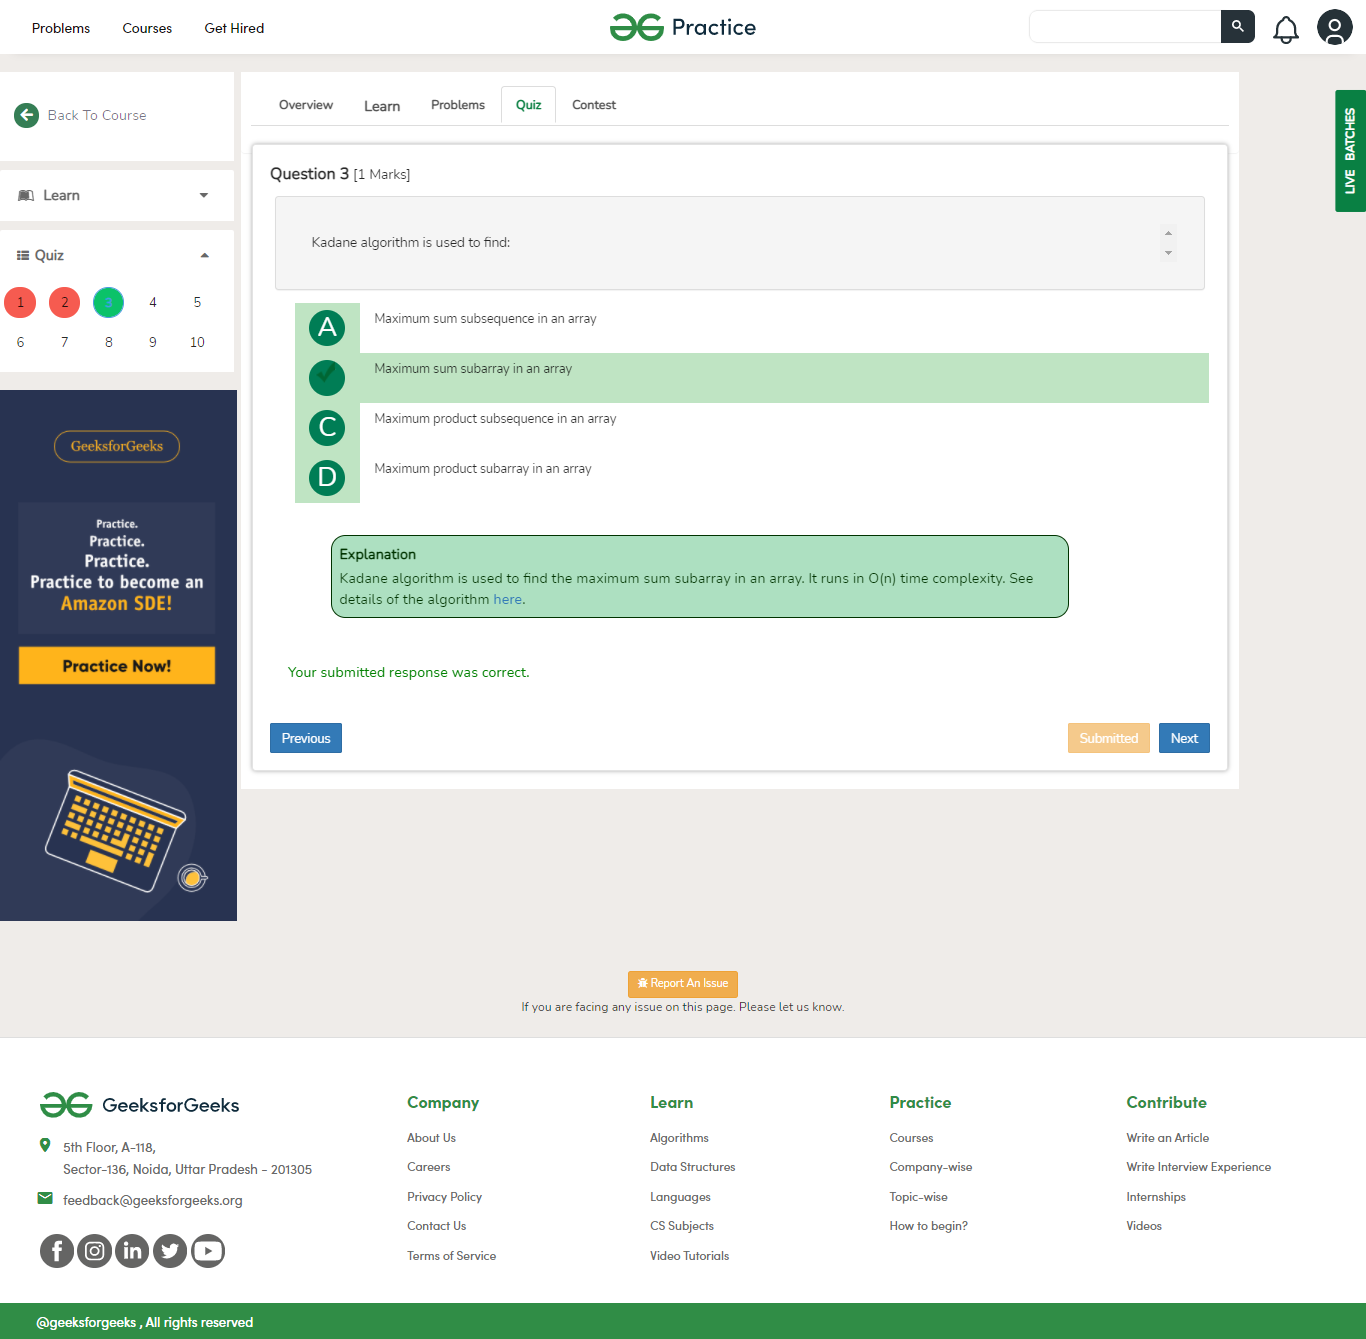 Problems Courses Get Hired
Practice
Back To Course
Learn
Quiz
1 2 3 4 5
6 7 8 9 10
GeeksforGeeks
Practice.
Practice.
Practice.
Practice to become an
Amazon SDE!
Practice Now!
Overview Learn Problems Quiz Contest
Question 3 [1 Marks]
Kadane algorithm is used to find:
A Maximum sum subsequence in an array
Maximum sum subarray in an array
C Maximum product subsequence in an array
D Maximum product subarray in an array
Explanation
Kadane algorithm is used to find the maximum sum subarray in an array. It runs in O(n) time complexity. See
details of the algorithm here.
Your submitted response was correct.
Previous Submitted Next
LIVE BATCHES
Report An Issue
If you are facing any issue on this page. Please let us know.
GeeksforGeeks
5th Floor, A-118,
Sector-136, Noida, Uttar Pradesh - 201305
feedback@geeksforgeeks.org
Company
About Us
Careers
Privacy Policy
Contact Us
Terms of Service
Learn
Algorithms
Data Structures
Languages
CS Subjects
Video Tutorials
Practice
Courses
Company-wise
Topic-wise
How to begin?
Contribute
Write an Article
Write Interview Experience
Internships
Videos
@geeksforgeeks , All rights reserved